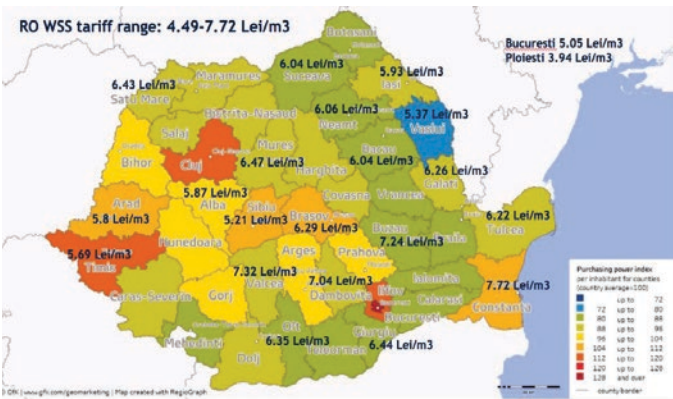 RO WSS tariff range: 4.49-7.72 Lei/m3
Bucuresti 5.05 Lei/m3
Ploiesti 3.94 Lei/m3
Botosani
6.04 Lei/m3
Suceava
Maramures
6.43 Lei/m3
Satu Mare
5.93 Lei/m3
Iasi
Bistrita-Nasaud
6.06 Lei/m3
Neamt
5.37 Lei/m3
Vaslui
Salaj
Bihor
Cluj
Mures
6.47 Lei/m3
Harghita
Bacau
6.04 Lei/m3
6.26 Lei/m3
Galati
5.87 Lei/m3
Alba
Arad
5.8 Lei/m3
Sibiu
5.21 Lei/m3
Brasov
6.29 Lei/m3
Covasna
Vrancea
6.22 Lei/m3
Tulcea
5.69 Lei/m3
Timis
Hunedoara
Arges
Prahova
Buzau
7.24 Lei/m3
Braila
Caras-Severin
Gorj
7.32 Lei/m3
Valcea
7.04 Lei/m3
Dambovita
Ilfov
Bucuresti
Ialomita
Calarasi
7.72 Lei/m3
Constanta
Mehedinti
Dolj
Olt
6.35 Lei/m3
Teleorman
Giurgiu
6.44 Lei/m3
Purchasing power index
per inhabitant for counties
(country average=100)
up to 72
72 up to 80
80 up to 88
88 up to 96
96 up to 104
104 up to 112
112 up to 120
120 up to 128
128 and over
county border
© GfK | www.gfk.com/geomarketing | Map created with RegioGraph